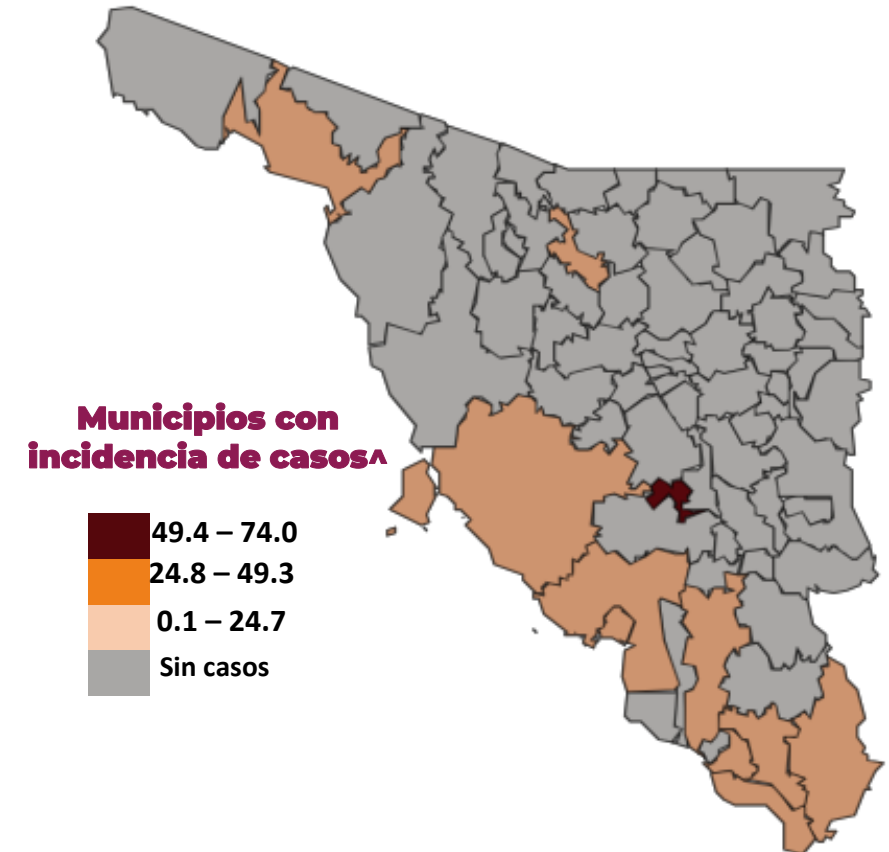 Municipios con
incidencia de casos^
49.4 – 74.0
24.8 – 49.3
0.1 – 24.7
Sin casos